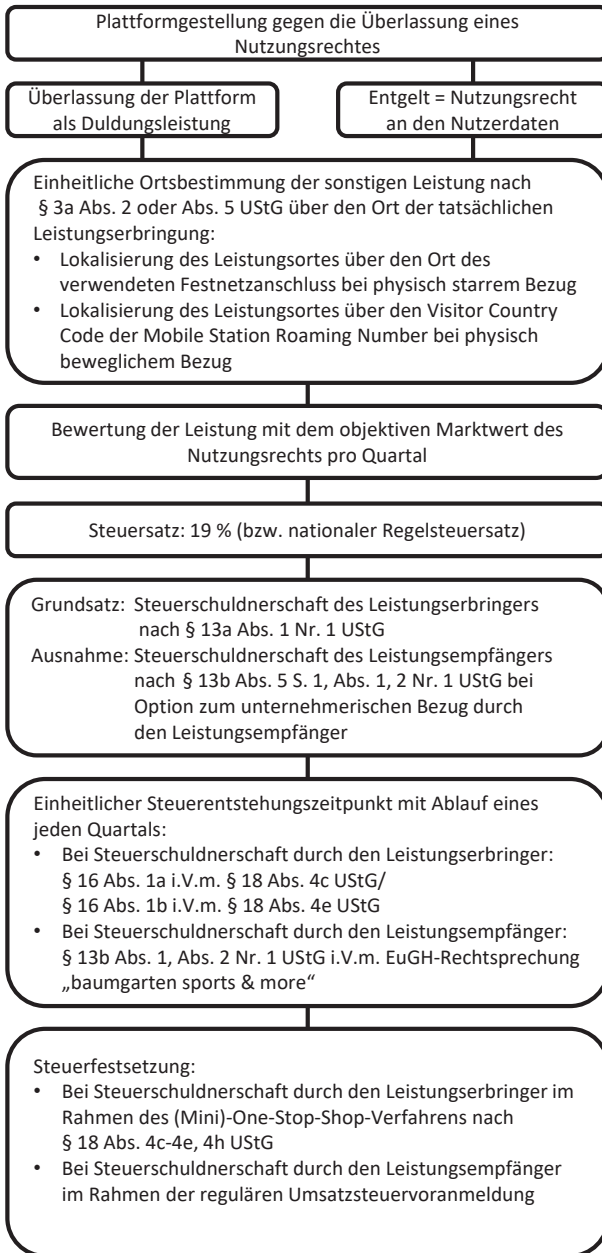 Plattformgestellung gegen die Überlassung eines
Nutzungsrechtes
Überlassung der Plattform
als Duldungsleistung
Entgelt = Nutzungsrecht
an den Nutzerdaten
Einheitliche Ortsbestimmung der sonstigen Leistung nach
§ 3a Abs. 2 oder Abs. 5 UStG über den Ort der tatsächlichen
Leistungserbringung:
• Lokalisierung des Leistungsortes über den Ort des
verwendeten Festnetzanschluss bei physisch starrem Bezug
• Lokalisierung des Leistungsortes über den Visitor Country
Code der Mobile Station Roaming Number bei physisch
beweglichem Bezug
Bewertung der Leistung mit dem objektiven Marktwert des
Nutzungsrechts pro Quartal
Steuersatz: 19 % (bzw. nationaler Regelsteuersatz)
Grundsatz: Steuerschuldnerschaft des Leistungserbringers
nach § 13a Abs. 1 Nr. 1 UStG
Ausnahme: Steuerschuldnerschaft des Leistungsempfängers
nach § 13b Abs. 5 S. 1, Abs. 1, 2 Nr. 1 UStG bei
Option zum unternehmerischen Bezug durch
den Leistungsempfänger
Einheitlicher Steuerentstehungszeitpunkt mit Ablauf eines
jeden Quartals:
• Bei Steuerschuldnerschaft durch den Leistungserbringer:
§ 16 Abs. 1a i.V.m. § 18 Abs. 4c UStG/
§ 16 Abs. 1b i.V.m. § 18 Abs. 4e UStG
• Bei Steuerschuldnerschaft durch den Leistungsempfänger:
§ 13b Abs. 1, Abs. 2 Nr. 1 UStG i.V.m. EuGH-Rechtsprechung
„baumgarten sports & more“
Steuerfestsetzung:
• Bei Steuerschuldnerschaft durch den Leistungserbringer im
Rahmen des (Mini)-One-Stop-Shop-Verfahrens nach
§ 18 Abs. 4c-4e, 4h UStG
• Bei Steuerschuldnerschaft durch den Leistungsempfänger
im Rahmen der regulären Umsatzsteuervoranmeldung